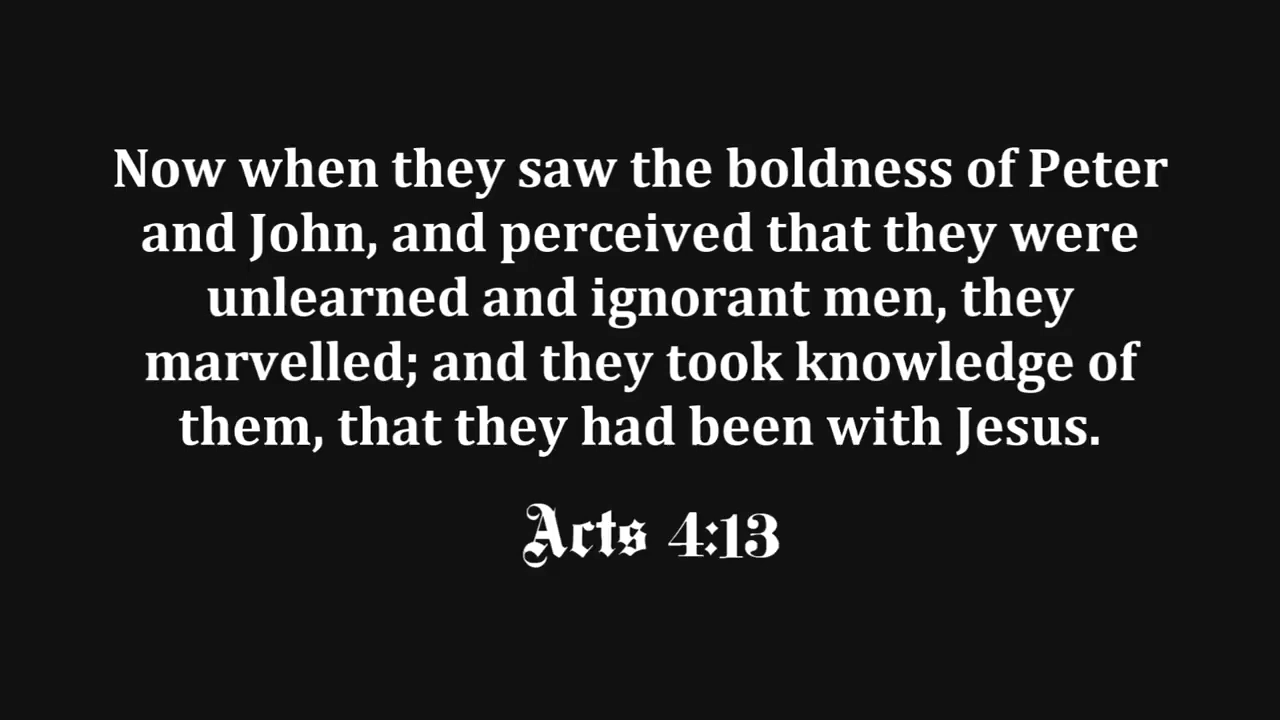 Now when they saw the boldness of Peter
and John, and perceived that they were
unlearned and ignorant men, they
marvelled; and they took knowledge of
them, that they had been with Jesus.
Acts 4:13